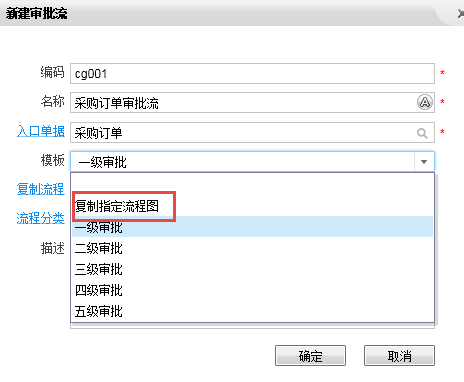 新建审批流
编码 cg001 *
名称 采购订单审批流 A *
入口单据 采购订单 *
模板 一级审批
复制流程
复制指定流程图
流程分类 一级审批
二级审批
描述
三级审批
四级审批
五级审批
确定 取消